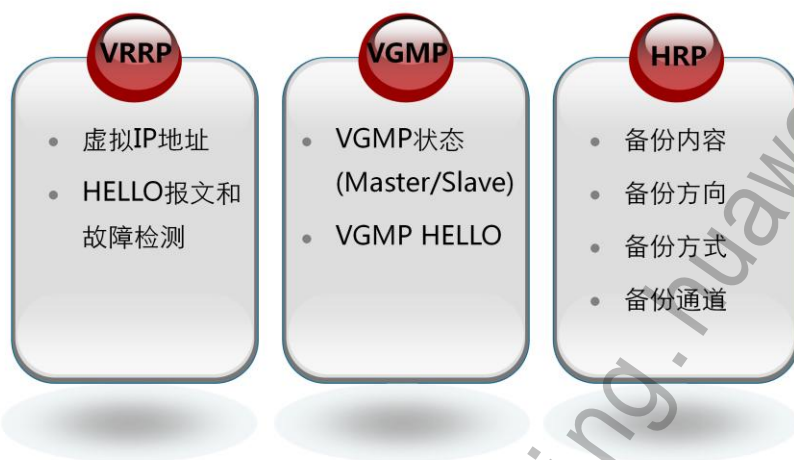 VRRP
• 虚拟IP地址
• HELLO报文和
故障检测
VGMP
• VGMP状态
(Master/Slave)
• VGMP HELLO
HRP
• 备份内容
• 备份方向
• 备份方式
• 备份通道